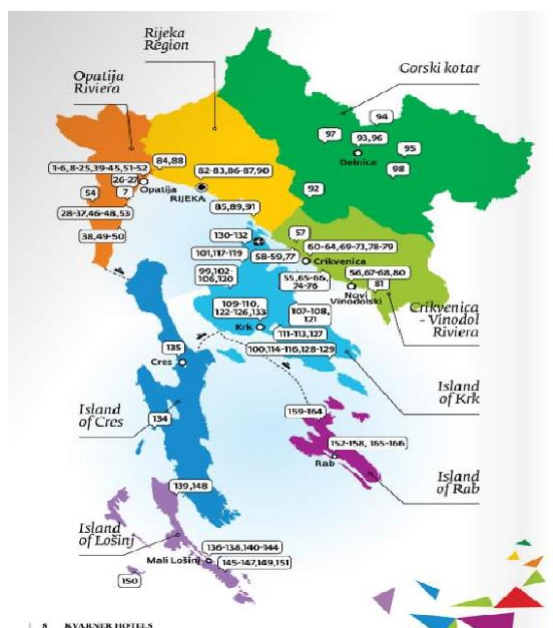 Rijeka
Region
Opatija
Riviera
Gorski kotar
94
97
93,96
Delnice
95
98
92
84,88
1-6,8-25,39-45,51-52
26-27
Opatija
82-83,86-87,90
RIJEKA
54
7
28-37,46-48,53
85,89,91
38,49-50
130-132
57
60-64,69-73,78-79
101,117-119
58-59,77
Crikvenica
99,102-
106,120
55,65-66,
74-76
56,67-68,80
81
Novi
Vinodolski
109-110,
122-126,133
107-108,
121
Crikvenica
- Vinodol
Riviera
Krk
111-113,127
100,114-116,128-129
135
Cres
Island
of Krk
Island
of Cres
134
159-164
152-158, 165-166
Rab
Island
of Rab
139,148
Island
of Lošinj
136-138,140-144
Mali Lošinj
145-147,149,151
150
8 KVARNER HOTELS